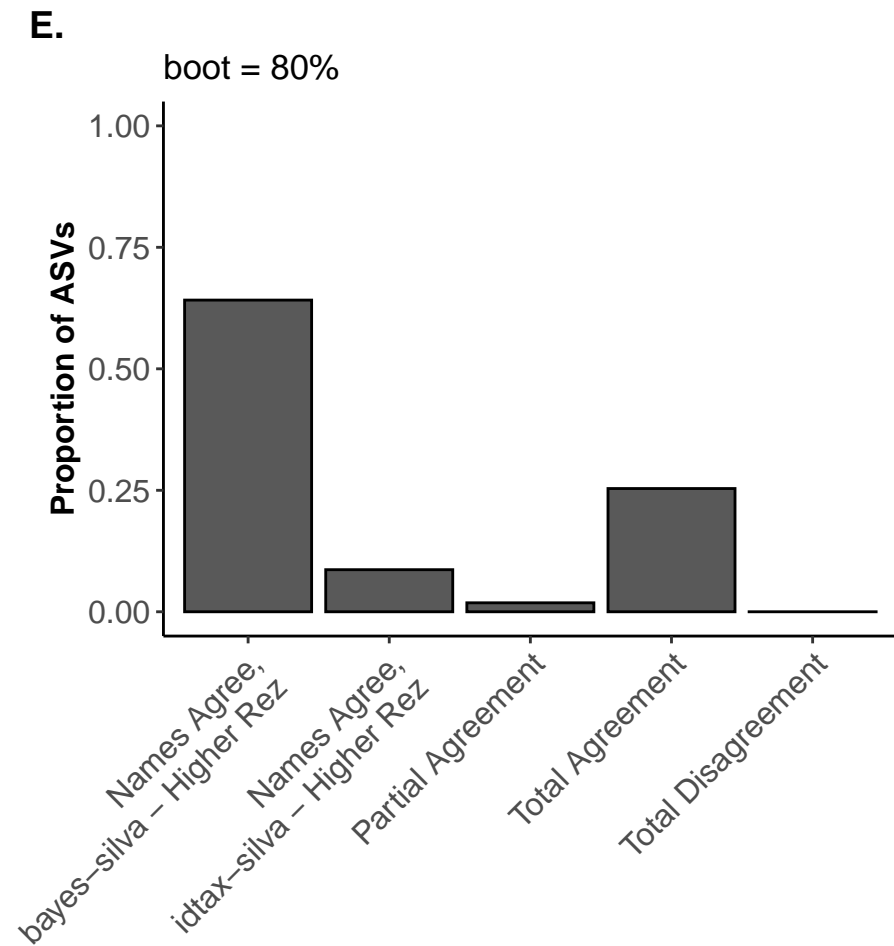 E.
boot = 80%
Proportion of ASVs
1.00
0.75
0.50
0.25
0.00
Names Agree,
bayes−silva − Higher Rez
Names Agree,
idtax−silva − Higher Rez
Partial Agreement
Total Agreement
Total Disagreement